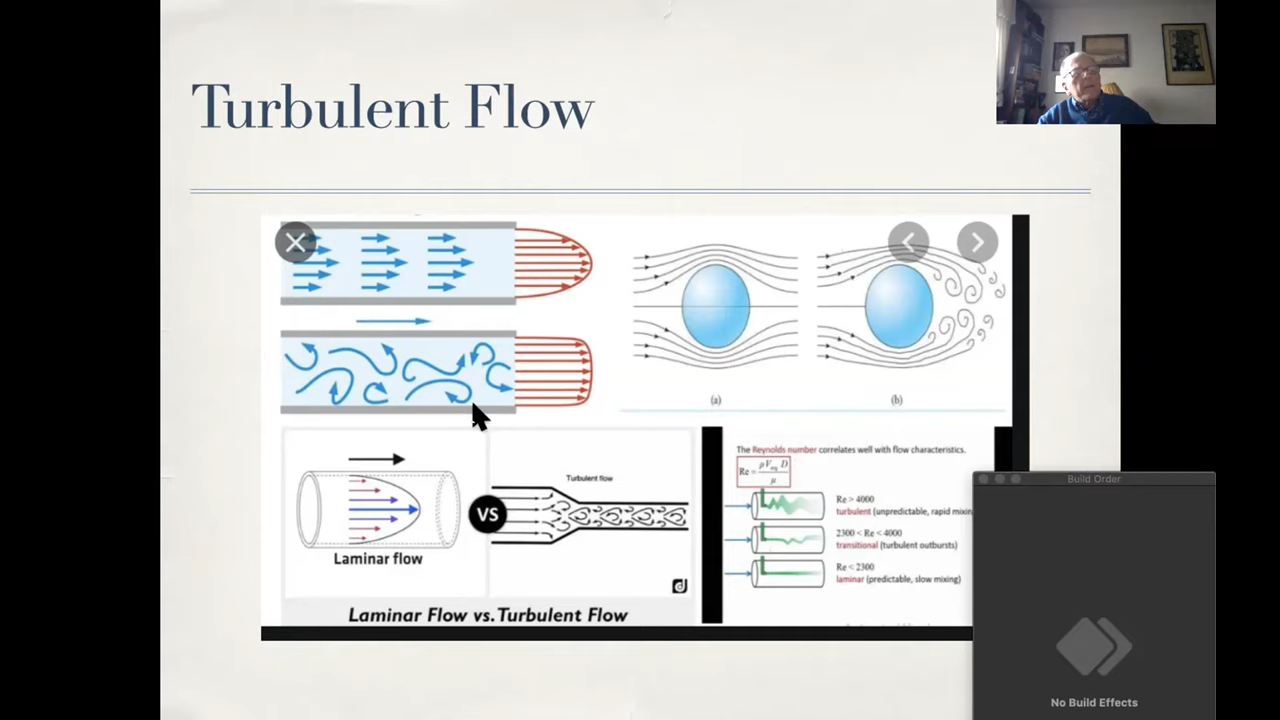 Turbulent Flow
(a)
(b)
Turbulent flow
VS
Laminar flow
Laminar Flow vs. Turbulent Flow
The Reynolds number correlates well with flow characteristics.
Re = ρ V_avg D / μ
Re > 4000
turbulent (unpredictable, rapid
2300 < Re < 4000
transitional (turbulent outbursts)
Re < 2300
laminar (predictable, slow mixing)
Build Order
No Build Effects